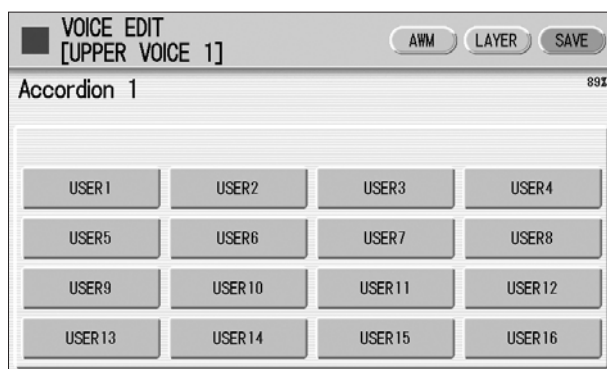 VOICE EDIT
[UPPER VOICE 1]
AWM LAYER SAVE
Accordion 1
89%
USER1 USER2 USER3 USER4
USER5 USER6 USER7 USER8
USER9 USER10 USER11 USER12
USER13 USER14 USER15 USER16